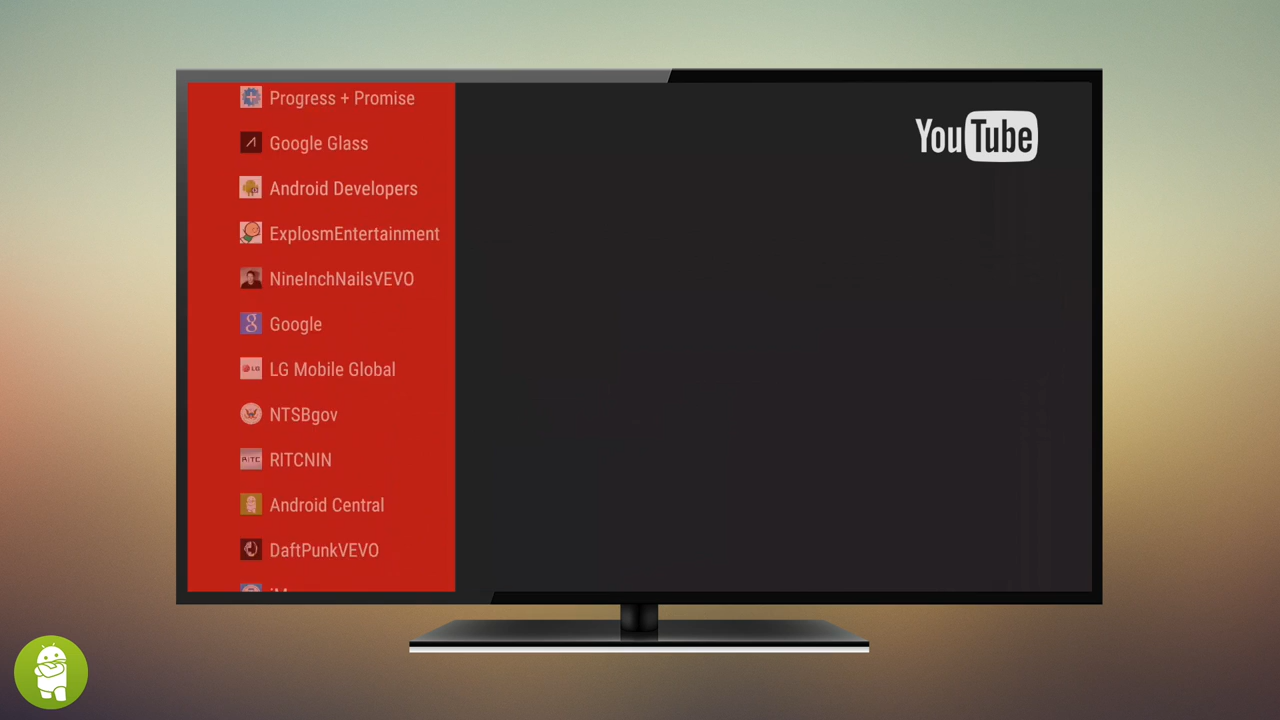 Progress + Promise
Google Glass
Android Developers
ExplosmEntertainment
NineInchNailsVEVO
Google
LG Mobile Global
NTSBgov
RITCNIN
Android Central
DaftPunkVEVO
YouTube